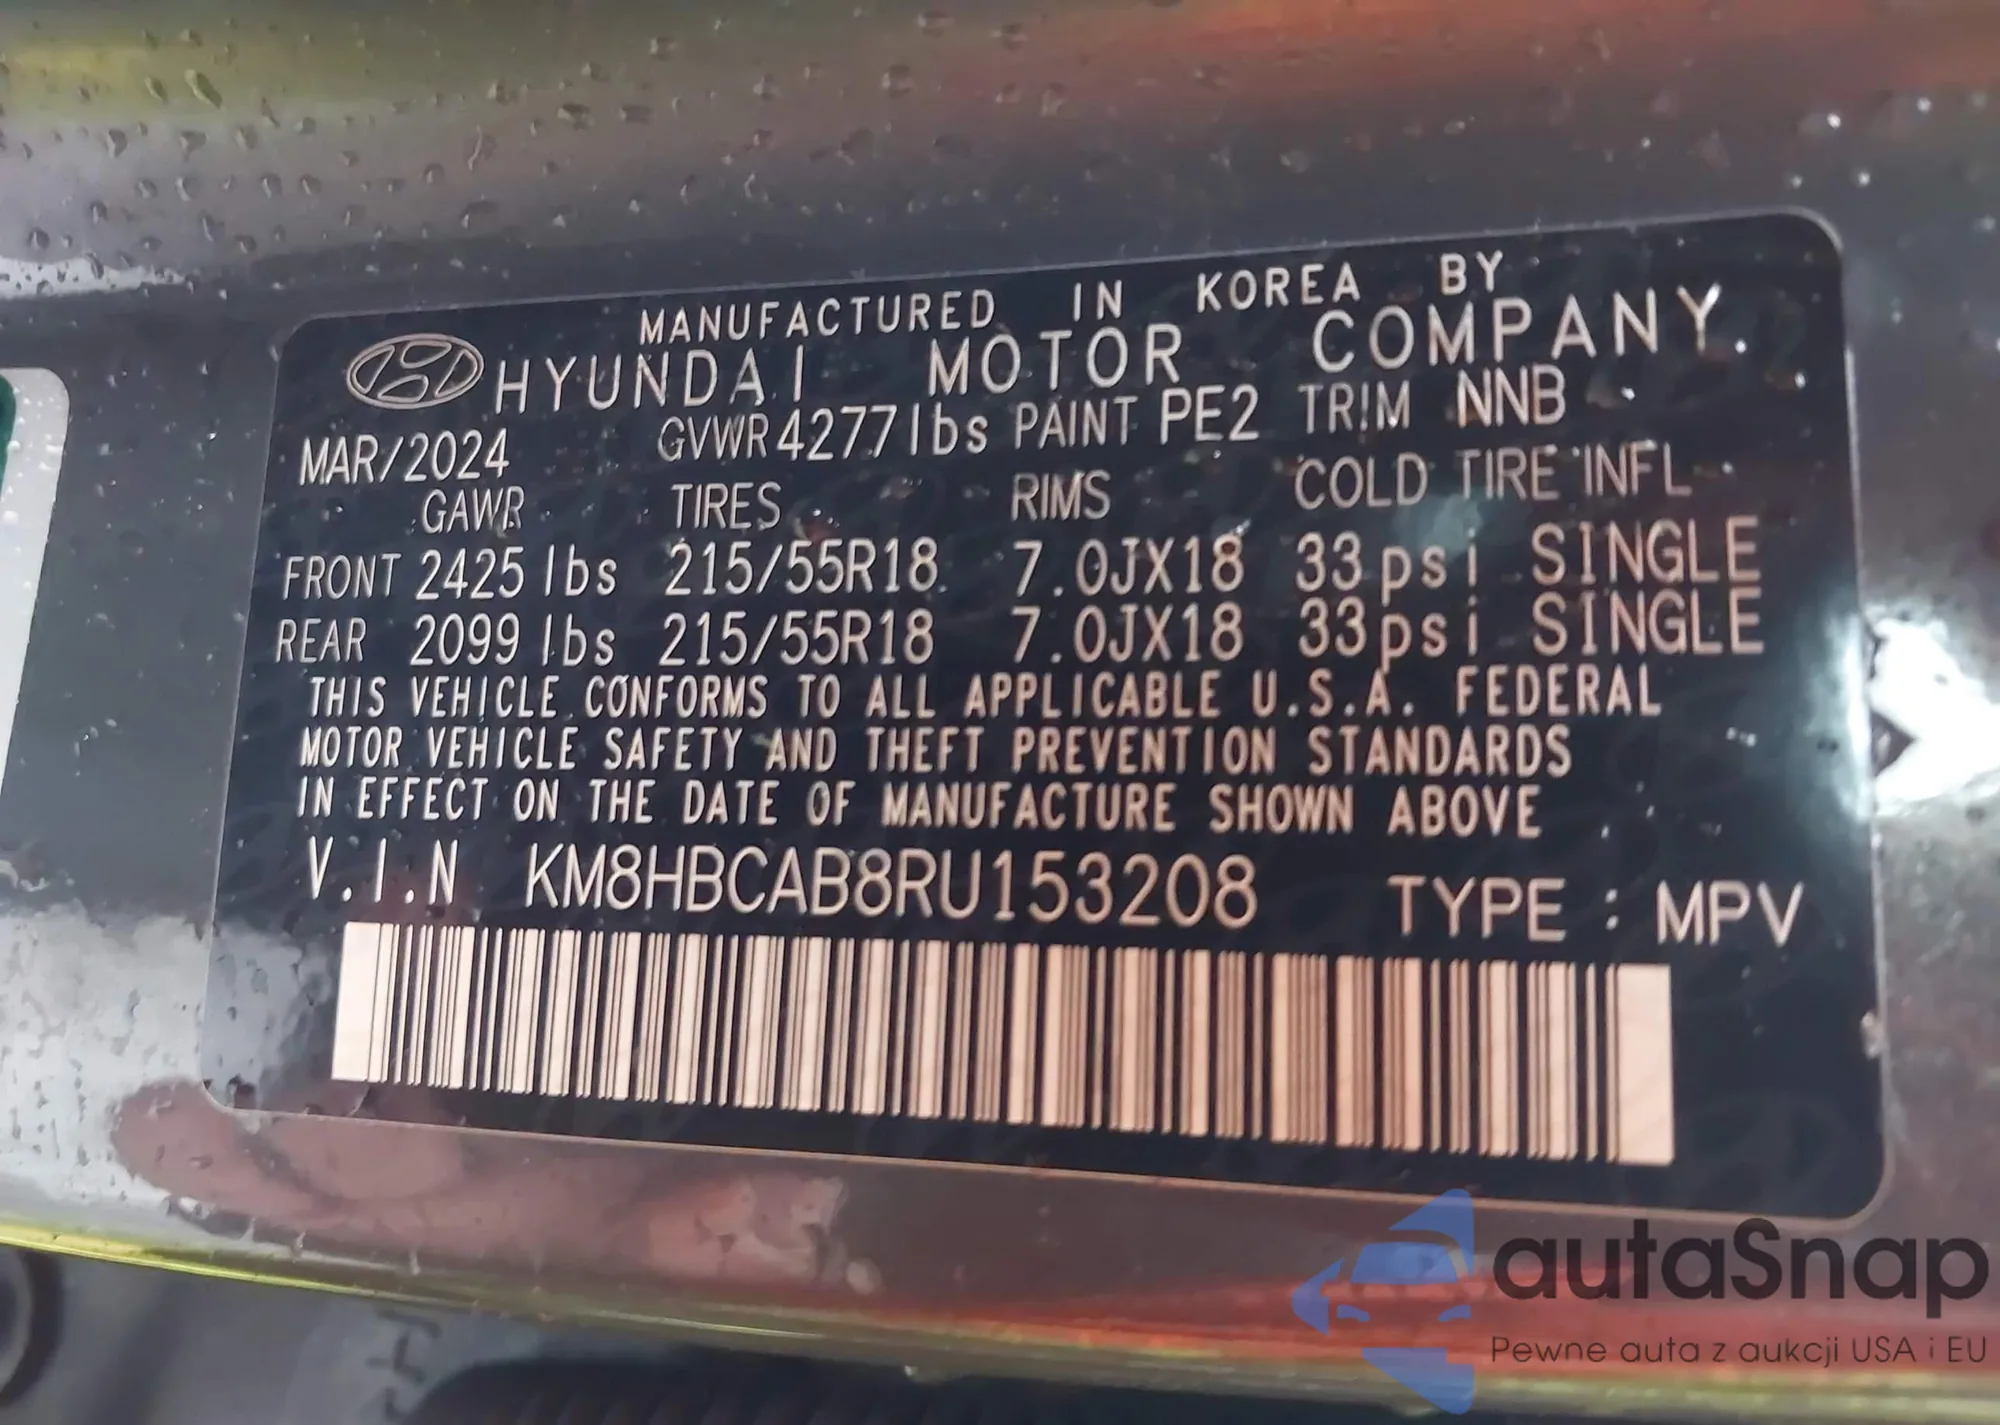 MANUFACTURED IN KOREA BY
HYUNDAI MOTOR COMPANY
MAR/2024 GVWR 4277lbs PAINT PE2 TRIM NNB
GAWR TIRES RIMS COLD TIRE INFL
FRONT 2425 lbs 215/55R18 7.0JX18 33psi SINGLE
REAR 2099 lbs 215/55R18 7.0JX18 33psi SINGLE
THIS VEHICLE CONFORMS TO ALL APPLICABLE U.S.A. FEDERAL
MOTOR VEHICLE SAFETY AND THEFT PREVENTION STANDARDS
IN EFFECT ON THE DATE OF MANUFACTURE SHOWN ABOVE
V.I.N KM8HBCAB8RU153208 TYPE : MPV
autaSnap
Pewne auta z aukcji USA i EU